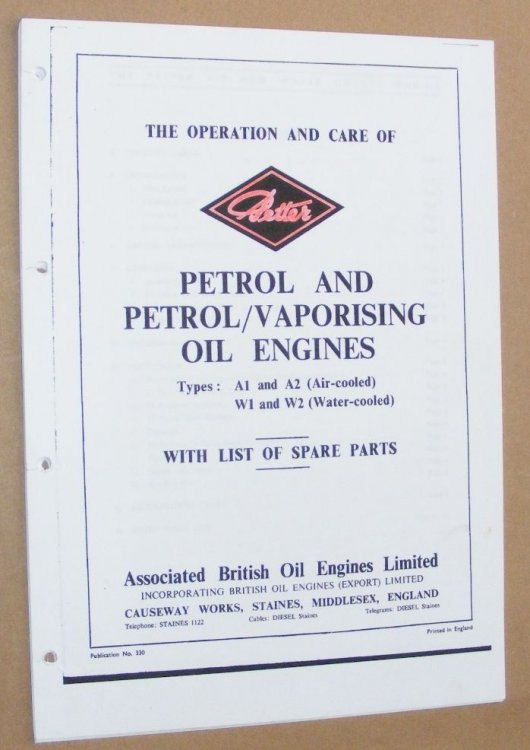 THE OPERATION AND CARE OF
Petter
PETROL AND
PETROL/VAPORISING
OIL ENGINES
Types: A1 and A2 (Air-cooled)
W1 and W2 (Water-cooled)
WITH LIST OF SPARE PARTS
Associated British Oil Engines Limited
INCORPORATING BRITISH OIL ENGINES (EXPORT) LIMITED
CAUSEWAY WORKS, STAINES, MIDDLESEX, ENGLAND
Telephone: STAINES 1122 Cables: DIESEL Staines Telegrams: DIESEL Staines
Publication No. 330 Printed in England